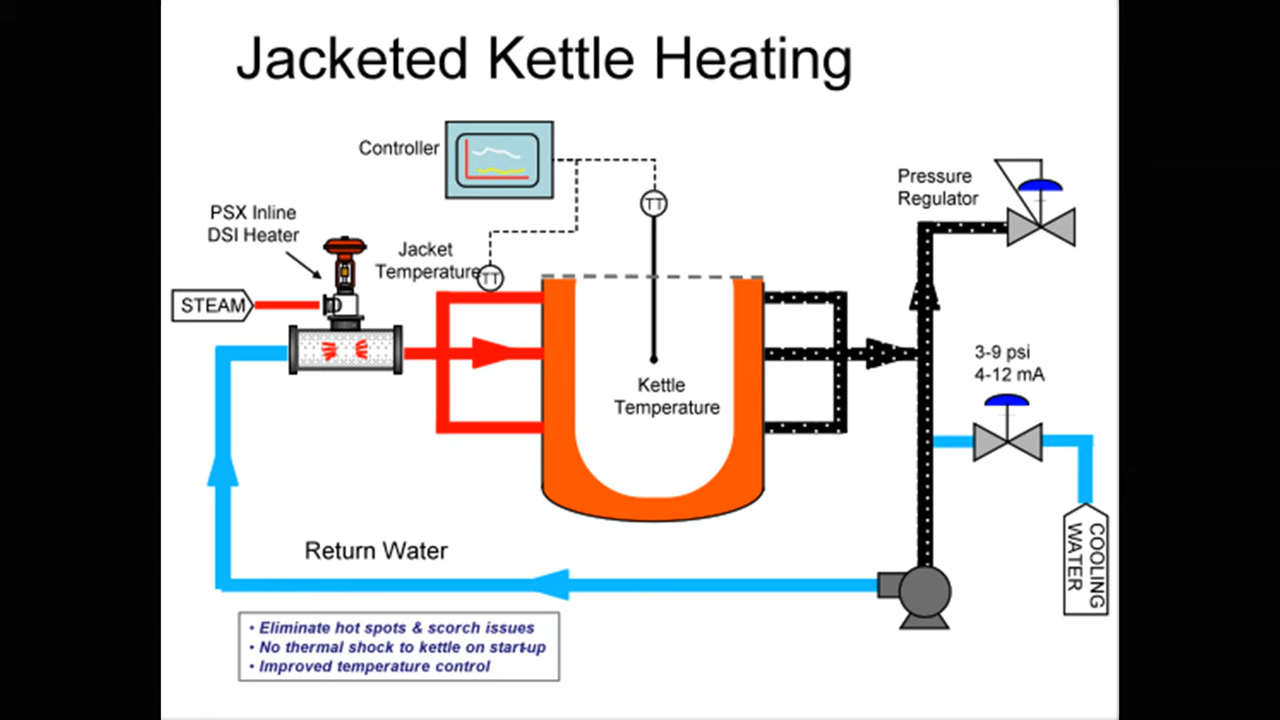 Jacketed Kettle Heating
Controller
TT
Pressure
Regulator
PSX Inline
DSI Heater
Jacket
Temperature
TT
STEAM
3-9 psi
4-12 mA
Kettle
Temperature
COOLING
WATER
Return Water
• Eliminate hot spots & scorch issues
• No thermal shock to kettle on start-up
• Improved temperature control